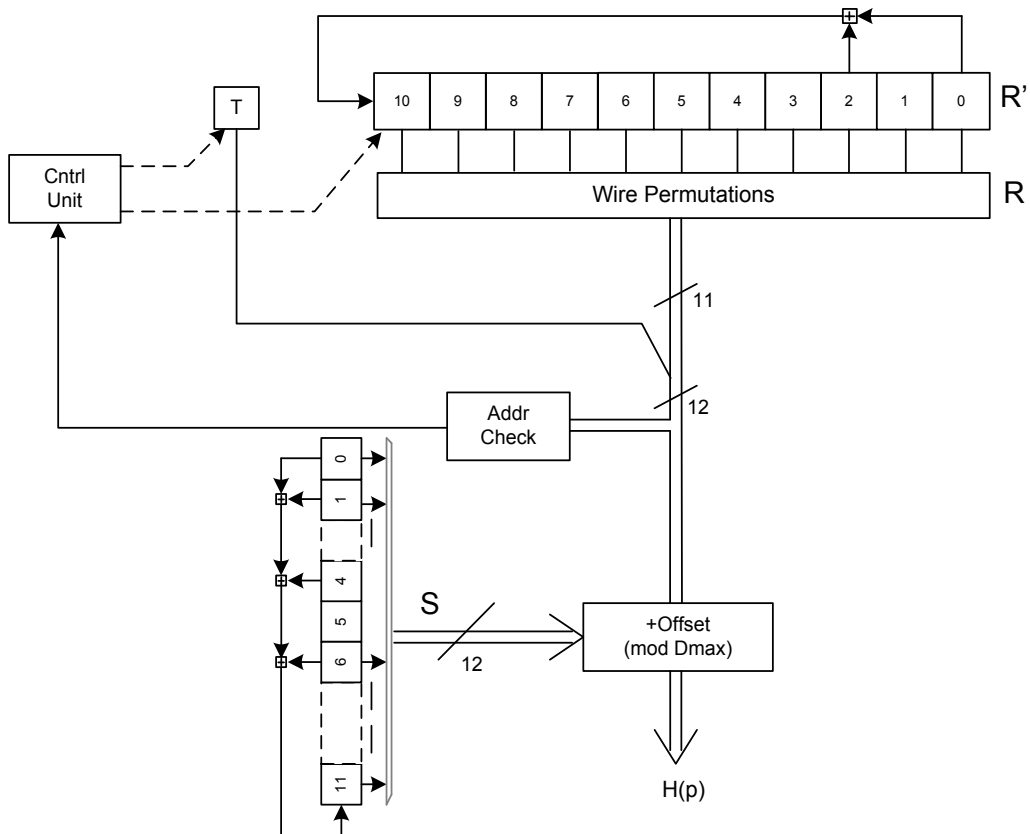 T
10 9 8 7 6 5 4 3 2 1 0
R'
Cntrl
Unit
Wire Permutations
R
11
12
Addr
Check
0
1
4
5
6
11
S
12
+Offset
(mod Dmax)
H(p)